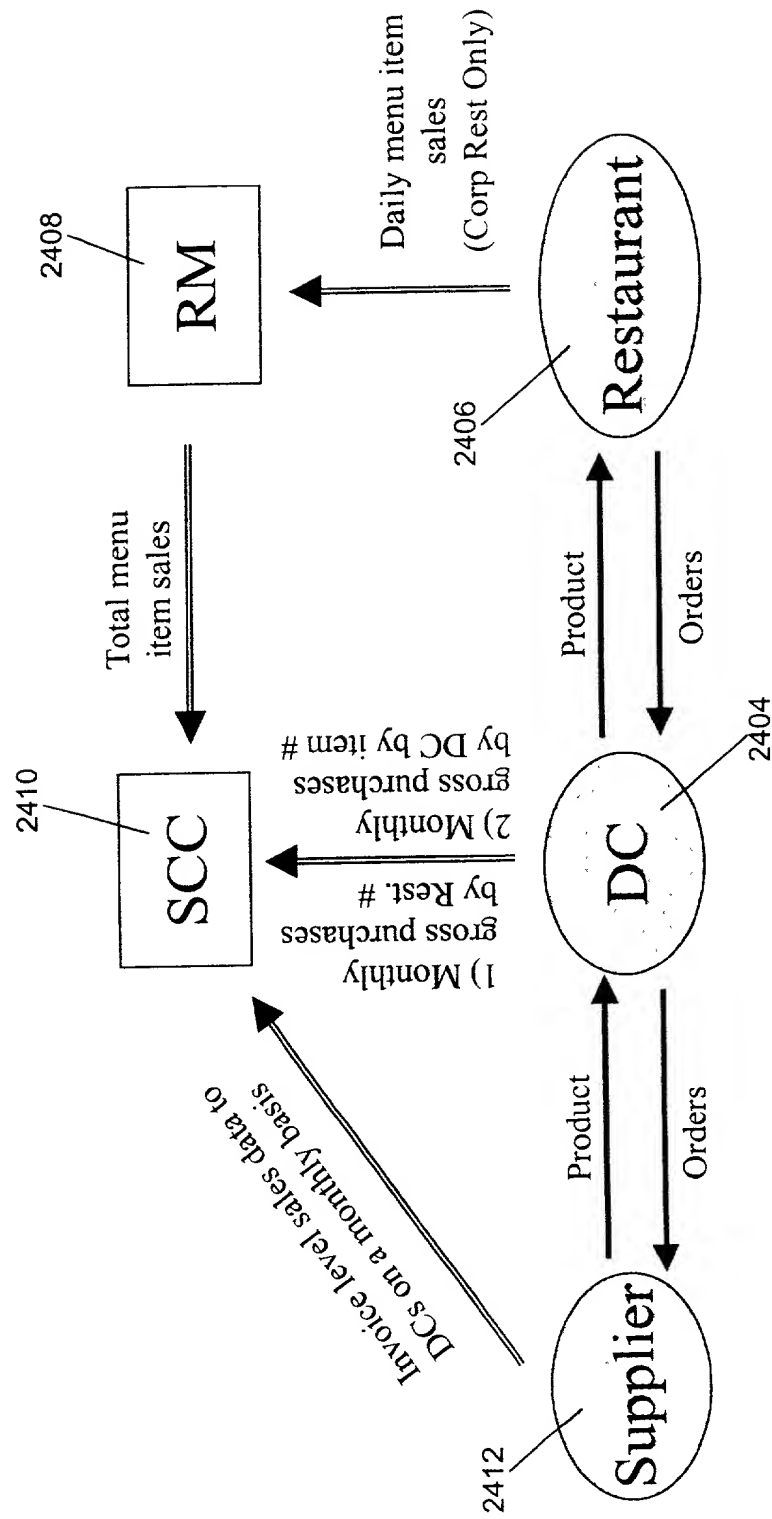 2410
SCC
Total menu
item sales
2408
RM
Invoice level sales data to
DCs on a monthly basis
1) Monthly
gross purchases
by Rest. #
2) Monthly
gross purchases
by DC by item #
Daily menu item
sales
(Corp Rest Only)
2412
Supplier
Product
Orders
DC
2404
Product
Orders
2406
Restaurant